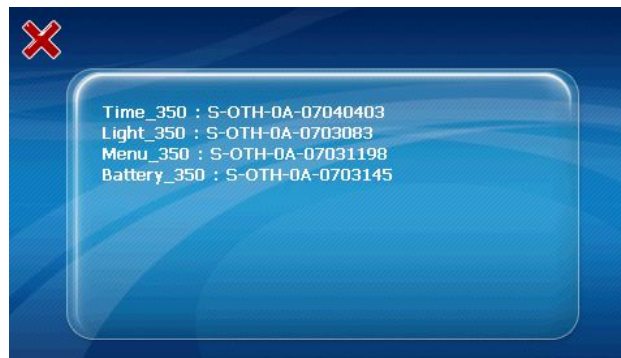 Time_350 : S-OTH-0A-07040403
Light_350 : S-OTH-0A-0703083
Menu_350 : S-OTH-0A-07031198
Battery_350 : S-OTH-0A-0703145